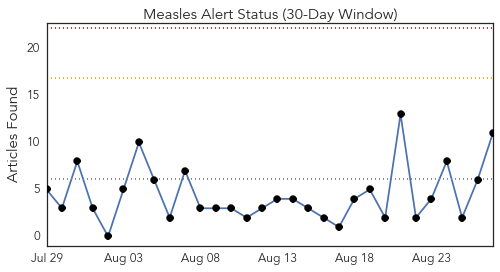 Measles Alert Status (30-Day Window)
Articles Found
20
15
10
5
0
Jul 29 Aug 03 Aug 08 Aug 13 Aug 18 Aug 23